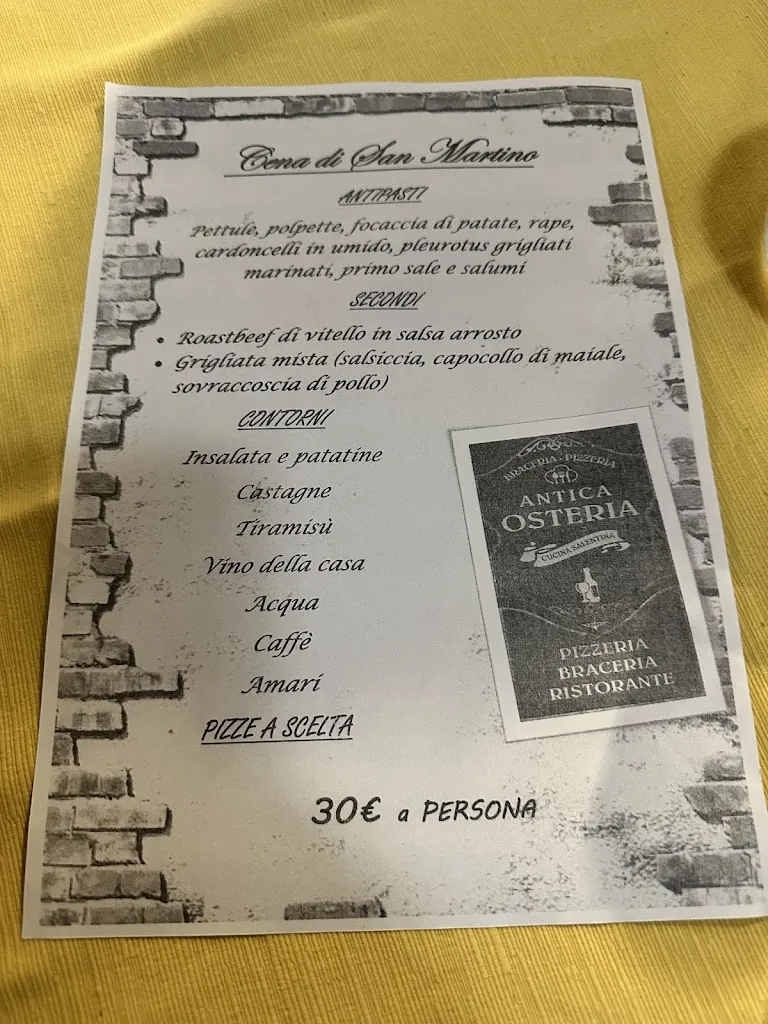 Cena di San Martino
ANTIPASTI
Pettule, polpette, focaccia di patate, rape,
cardoncelli in umido, pleurotus grigliati
marinati, primo sale e salumi
SECONDI
• Roastbeef di vitello in salsa arrosto
• Grigliata mista (salsiccia, capocollo di maiale,
sovraccoscia di pollo)
CONTORNI
Insalata e patatine
Castagne
Tiramisù
Vino della casa
Acqua
Caffè
Amari
PIZZE A SCELTA
30€ a PERSONA
BRACERIA • PIZZERIA
ANTICA
OSTERIA
CUCINA SALENTINA
PIZZERIA
BRACERIA
RISTORANTE